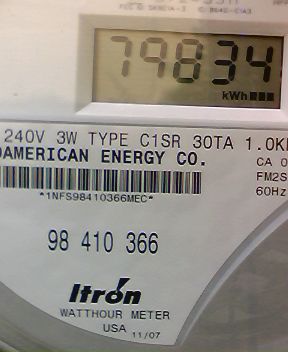 79834
kWh
240V 3W TYPE C1SR 30TA 1.0
AMERICAN ENERGY CO.
CA
FM2S
60Hz
*1NFS98410366MEC*
98 410 366
Itron
WATTHOUR METER
USA 11/07